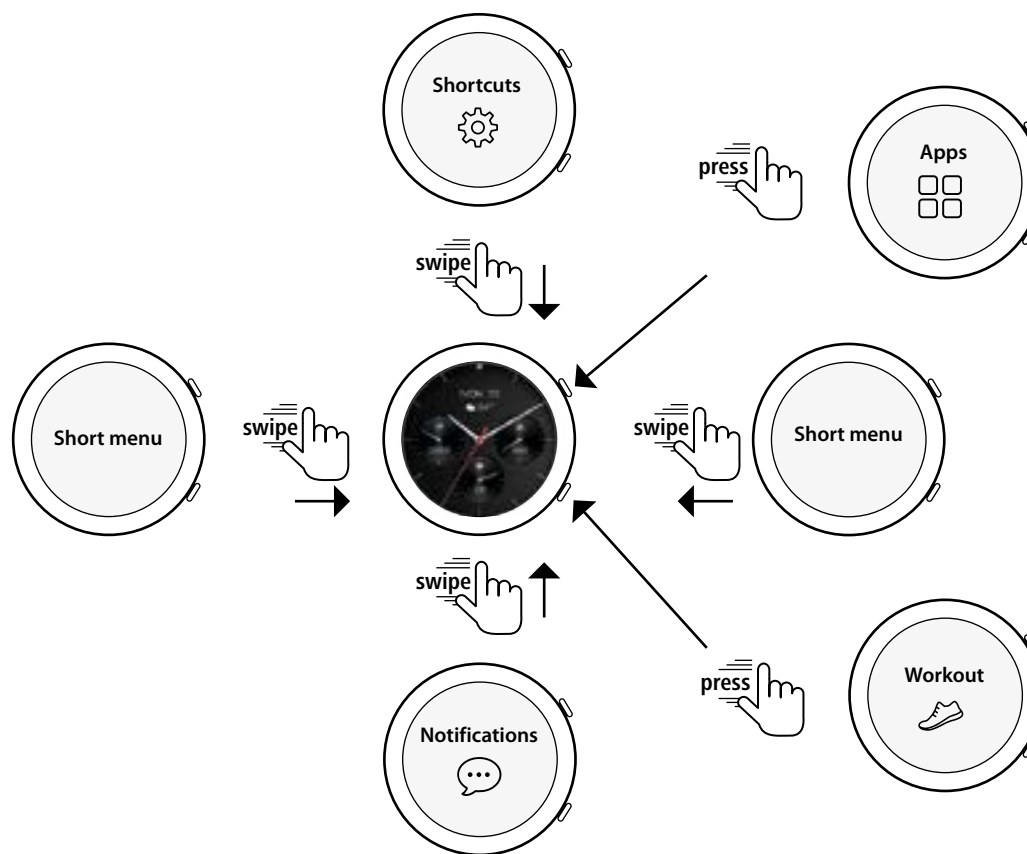 Shortcuts
press
Apps
swipe
Short menu
swipe
swipe
Short menu
swipe
press
Workout
Notifications